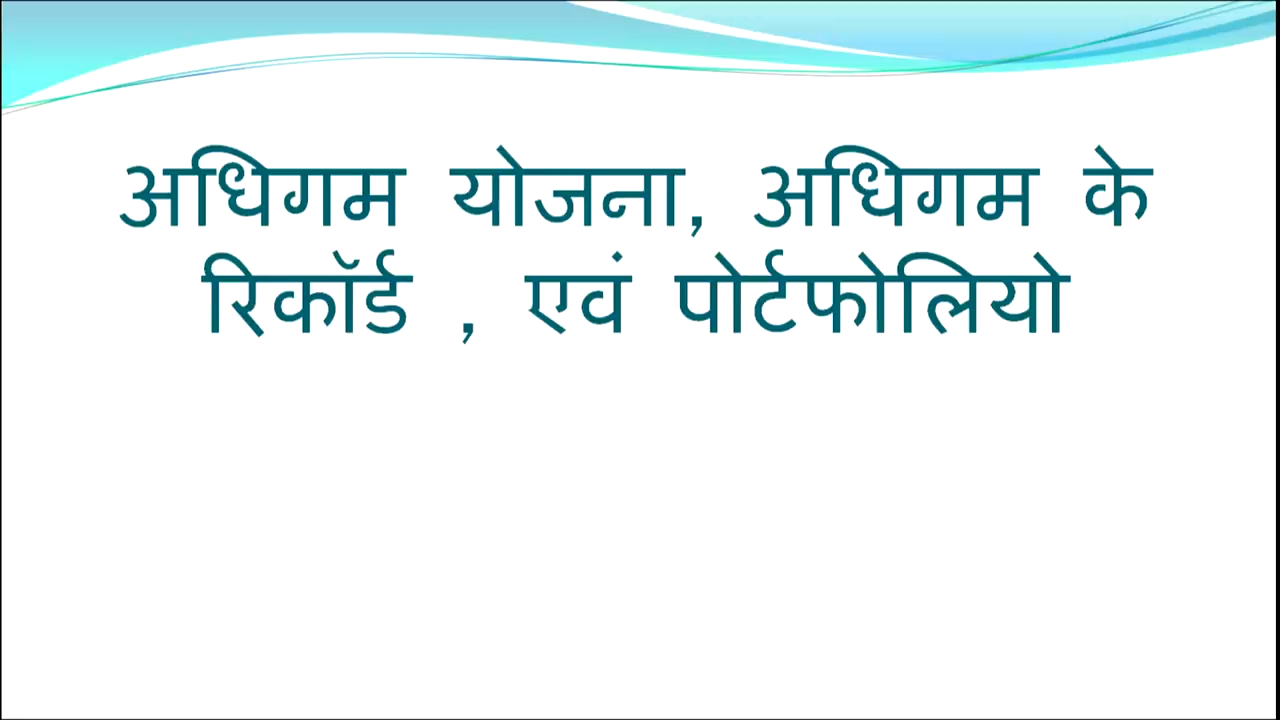 अधिगम योजना, अधिगम के
रिकॉर्ड , एवं पोर्टफोलियो